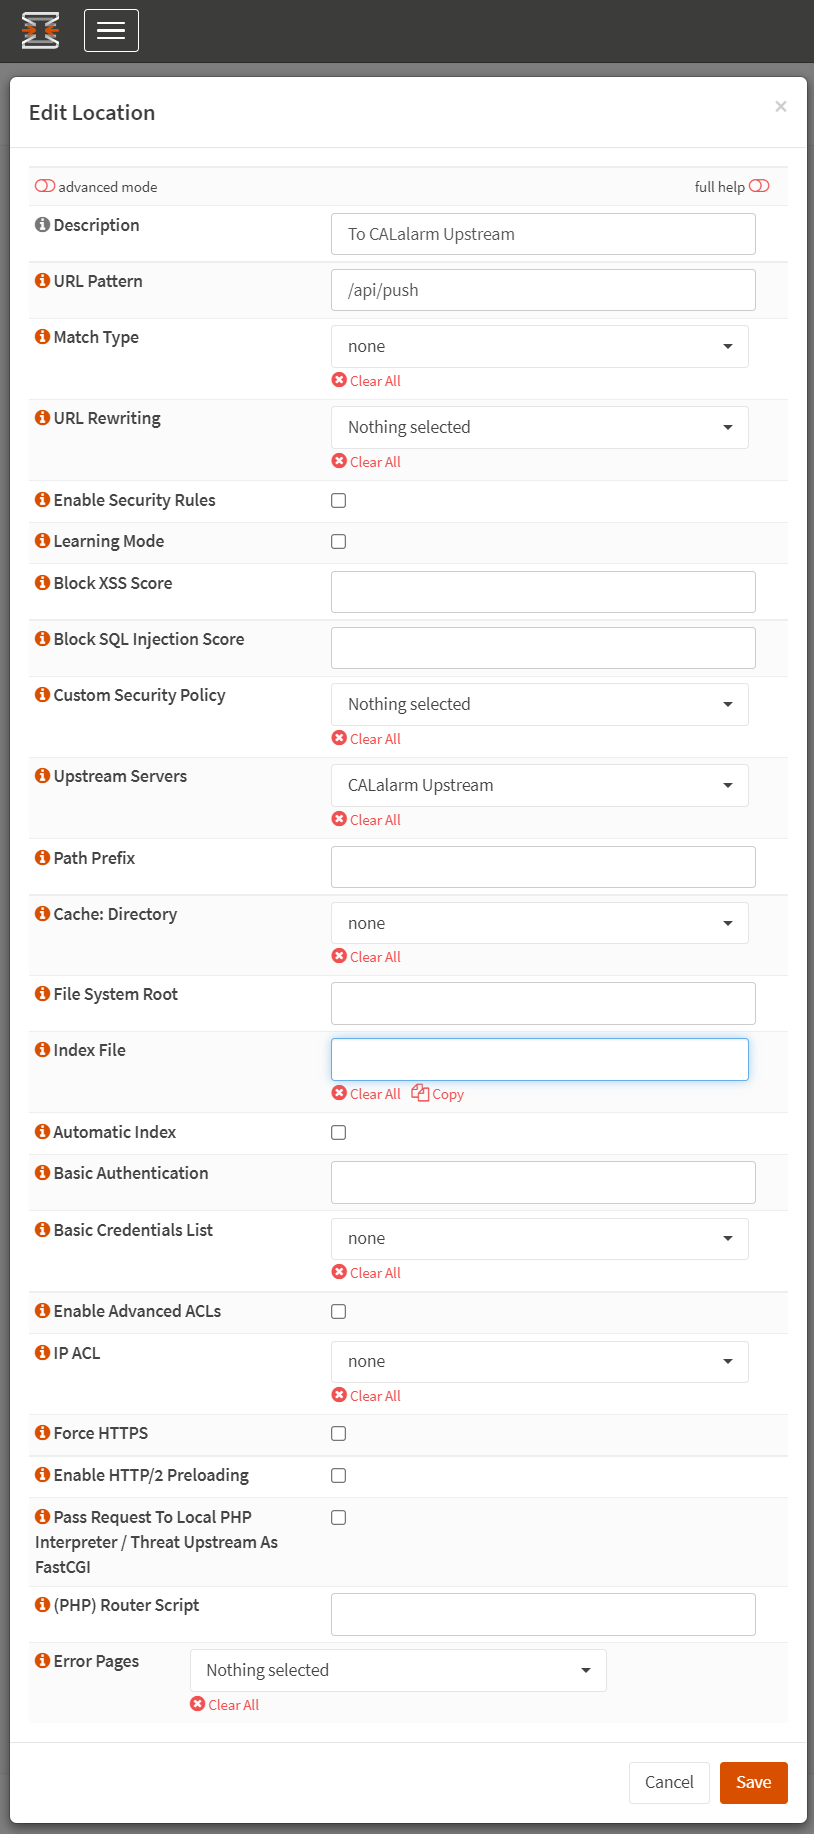 Edit Location
×
advanced mode full help
Description To CALalarm Upstream
URL Pattern /api/push
Match Type none
Clear All
URL Rewriting Nothing selected
Clear All
Enable Security Rules
Learning Mode
Block XSS Score
Block SQL Injection Score
Custom Security Policy Nothing selected
Clear All
Upstream Servers CALalarm Upstream
Clear All
Path Prefix
Cache: Directory none
Clear All
File System Root
Index File
Clear All Copy
Automatic Index
Basic Authentication
Basic Credentials List none
Clear All
Enable Advanced ACLs
IP ACL none
Clear All
Force HTTPS
Enable HTTP/2 Preloading
Pass Request To Local PHP
Interpreter / Threat Upstream As
FastCGI
(PHP) Router Script
Error Pages Nothing selected
Clear All
Cancel Save